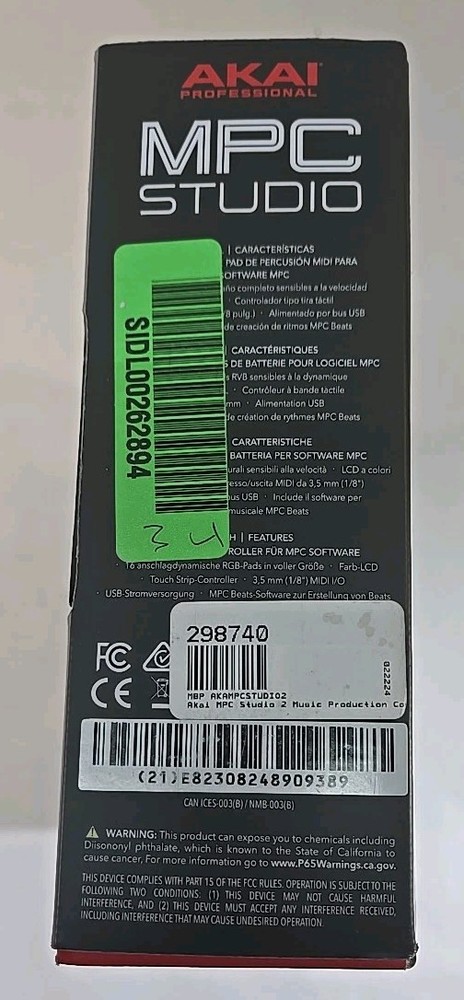 AKAI
PROFESSIONAL
MPC
STUDIO
| CARACTERÍSTICAS
PAD DE PERCUSIÓN MIDI PARA
SOFTWARE MPC
completo sensibles a la velocidad
· Controlador tipo tira táctil
/8 pulg.) · Alimentado por bus USB
de creación de ritmos MPC Beats
| CARACTÉRISTIQUES
S DE BATTERIE POUR LOGICIEL MPC
RVB sensibles à la dynamique
· Contrôleur à bande tactile
mm · Alimentation USB
de création de rythmes MPC Beats
CARATTERISTICHE
BATTERIA PER SOFTWARE MPC
urali sensibili alla velocità · LCD a colori
resso/uscita MIDI da 3,5 mm (1/8")
bus USB · Include il software per
musicale MPC Beats
H | FEATURES
ROLLER FÜR MPC SOFTWARE
16 anschlagdynamische RGB-Pads in voller Größe · Farb-LCD
· Touch Strip-Controller · 3,5 mm (1/8") MIDI I/O
· USB-Stromversorgung · MPC Beats-Software zur Erstellung von Beats
SIDL00262894
298740
MBP AKAMPCSTUDIO2
Akai MPC Studio 2 Music Production Co
022224
FC
CE
(21)E82308248909389
CAN ICES-003(B) / NMB-003(B)
WARNING: This product can expose you to chemicals including
Diisononyl phthalate, which is known to the State of California to
cause cancer, For more information go to www.P65Warnings.ca.gov.
THIS DEVICE COMPLIES WITH PART 15 OF THE FCC RULES. OPERATION IS SUBJECT TO THE
FOLLOWING TWO CONDITIONS: (1) THIS DEVICE MAY NOT CAUSE HARMFUL
INTERFERENCE, AND (2) THIS DEVICE MUST ACCEPT ANY INTERFERENCE RECEIVED,
INCLUDING INTERFERENCE THAT MAY CAUSE UNDESIRED OPERATION.